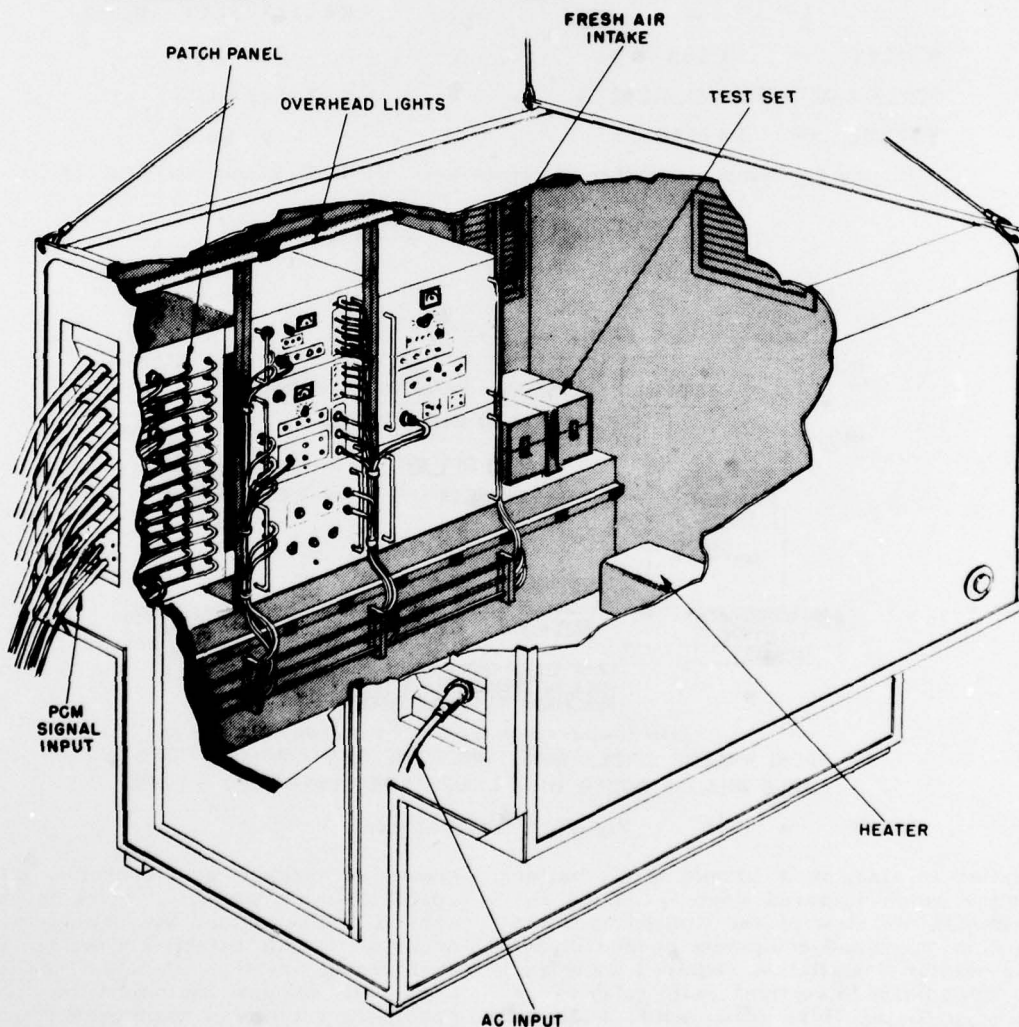 FRESH AIR
INTAKE
PATCH PANEL
OVERHEAD LIGHTS
TEST SET
PCM
SIGNAL
INPUT
HEATER
AC INPUT